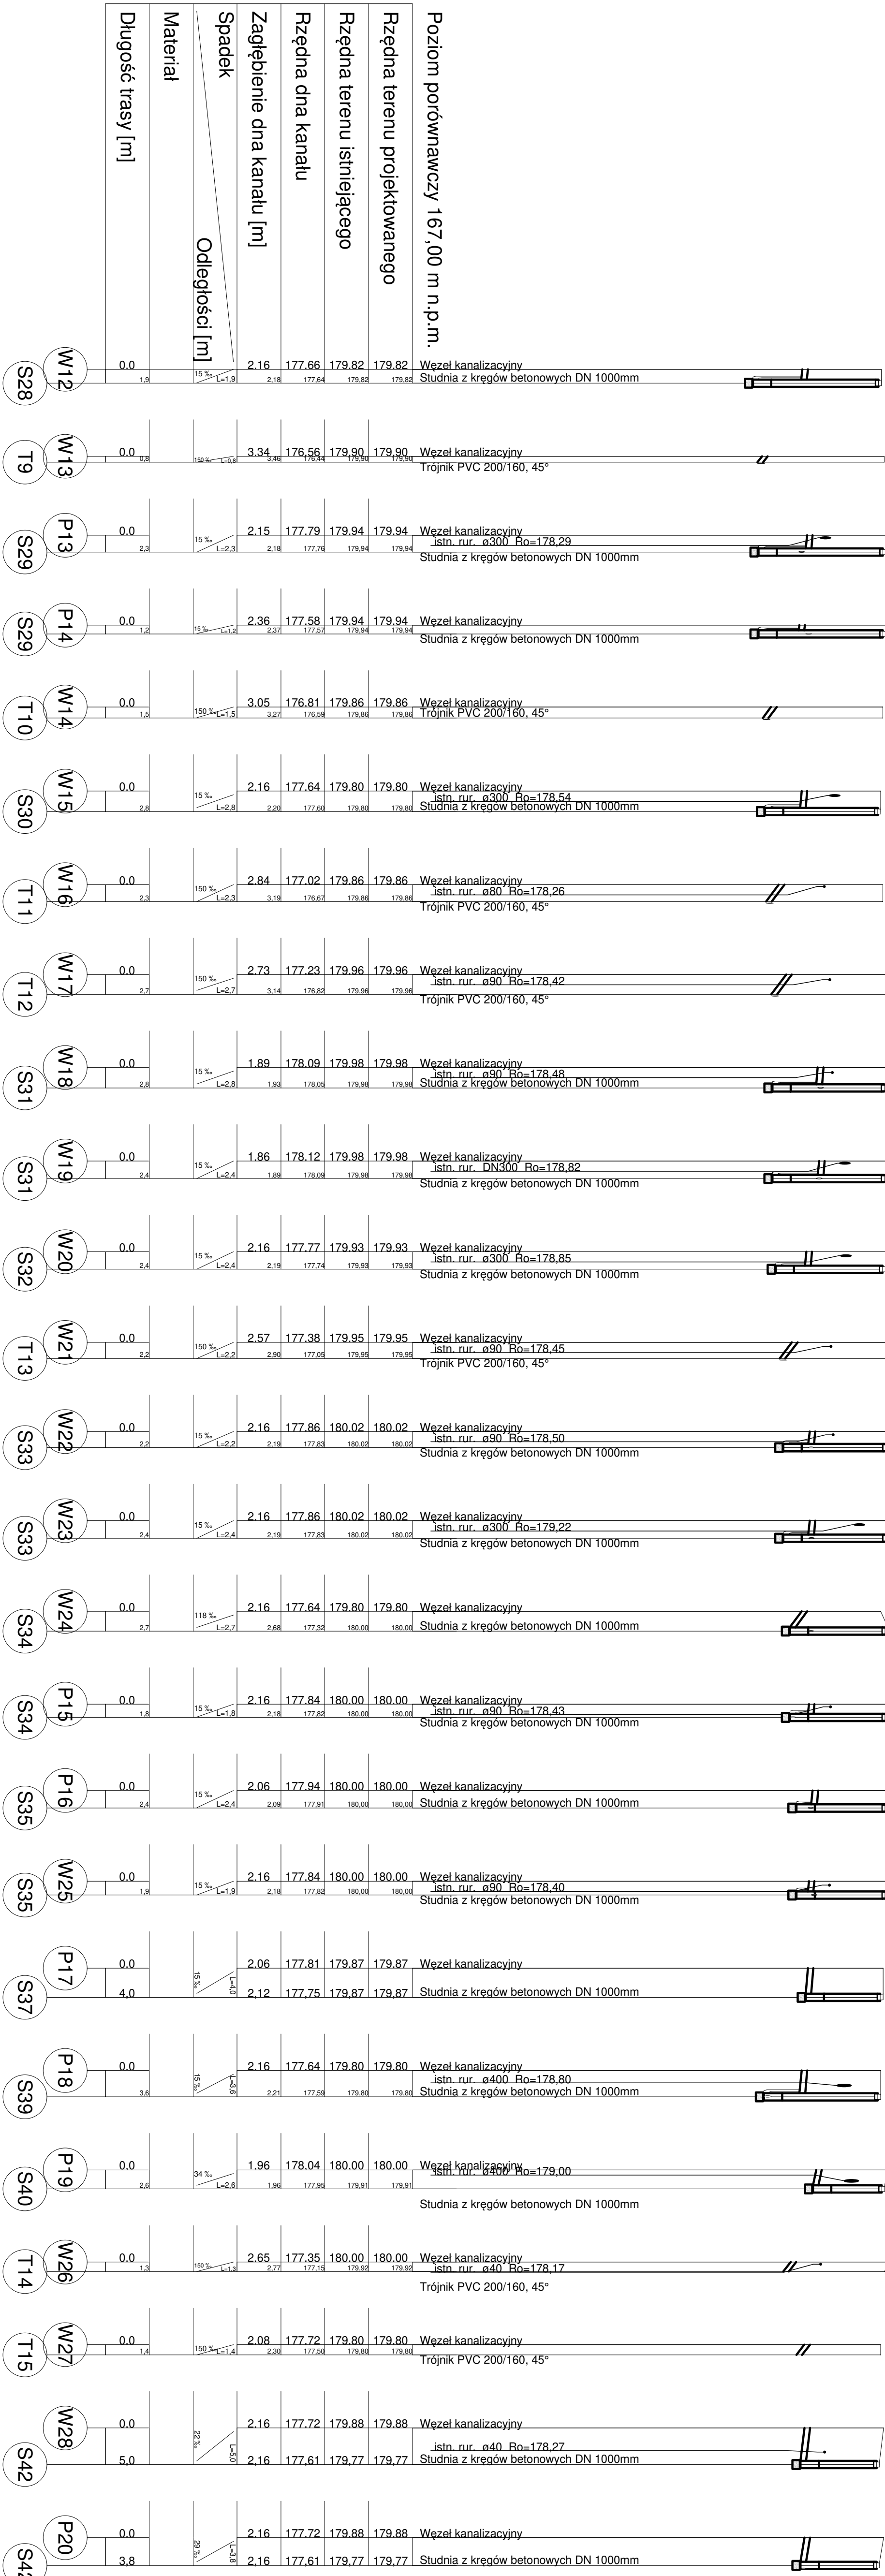 Poziom porównawczy 167,00 m n.p.m.
Rzędna terenu projektowanego
Rzędna terenu istniejącego
Rzędna dna kanału
Zagłębienie dna kanału [m]
Spadek
Odległości [m]
Materiał
Długość trasy [m]
W12 0.0 15 ‰ 2.16 177.66 179.82 179.82 Węzeł kanalizacyjny
S28 1,9 L=1,9 2,18 177,64 179,82 179,82 Studnia z kręgów betonowych DN 1000mm
W13 0.0 150 ‰ 3.34 176.56 179.90 179.90 Węzeł kanalizacyjny
T9 0,8 L=0,8 3,46 176,44 179,90 179,90 Trójnik PVC 200/160, 45°
P13 0.0 15 ‰ 2.15 177.79 179.94 179.94 Węzeł kanalizacyjny
istn. rur. ø300 Ro=178,29
S29 2,3 L=2,3 2,18 177,76 179,94 179,94 Studnia z kręgów betonowych DN 1000mm
P14 0.0 15 ‰ 2.36 177.58 179.94 179.94 Węzeł kanalizacyjny
S29 1,2 L=1,2 2,37 177,57 179,94 179,94 Studnia z kręgów betonowych DN 1000mm
W14 0.0 150 ‰ 3.05 176.81 179.86 179.86 Węzeł kanalizacyjny
T10 1,5 L=1,5 3,27 176,59 179,86 179,86 Trójnik PVC 200/160, 45°
W15 0.0 15 ‰ 2.16 177.64 179.80 179.80 Węzeł kanalizacyjny
istn. rur. ø300 Ro=178,54
S30 2,8 L=2,8 2,20 177,60 179,80 179,80 Studnia z kręgów betonowych DN 1000mm
W16 0.0 150 ‰ 2.84 177.02 179.86 179.86 Węzeł kanalizacyjny
istn. rur. ø80 Ro=178,26
T11 2,3 L=2,3 3,19 176,67 179,86 179,86 Trójnik PVC 200/160, 45°
W17 0.0 150 ‰ 2.73 177.23 179.96 179.96 Węzeł kanalizacyjny
istn. rur. ø90 Ro=178,42
T12 2,7 L=2,7 3,14 176,82 179,96 179,96 Trójnik PVC 200/160, 45°
W18 0.0 15 ‰ 1.89 178.09 179.98 179.98 Węzeł kanalizacyjny
istn. rur. ø90 Ro=178,48
S31 2,8 L=2,8 1,93 178,05 179,98 179,98 Studnia z kręgów betonowych DN 1000mm
W19 0.0 15 ‰ 1.86 178.12 179.98 179.98 Węzeł kanalizacyjny
istn. rur. DN300 Ro=178,82
S31 2,4 L=2,4 1,89 178,09 179,98 179,98 Studnia z kręgów betonowych DN 1000mm
W20 0.0 15 ‰ 2.16 177.77 179.93 179.93 Węzeł kanalizacyjny
istn. rur. ø300 Ro=178,85
S32 2,4 L=2,4 2,19 177,74 179,93 179,93 Studnia z kręgów betonowych DN 1000mm
W21 0.0 150 ‰ 2.57 177.38 179.95 179.95 Węzeł kanalizacyjny
istn. rur. ø90 Ro=178,45
T13 2,2 L=2,2 2,90 177,05 179,95 179,95 Trójnik PVC 200/160, 45°
W22 0.0 15 ‰ 2.16 177.86 180.02 180.02 Węzeł kanalizacyjny
istn. rur. ø90 Ro=178,50
S33 2,2 L=2,2 2,19 177,83 180,02 180,02 Studnia z kręgów betonowych DN 1000mm
W23 0.0 15 ‰ 2.16 177.86 180.02 180.02 Węzeł kanalizacyjny
istn. rur. ø300 Ro=179,22
S33 2,4 L=2,4 2,19 177,83 180,02 180,02 Studnia z kręgów betonowych DN 1000mm
W24 0.0 118 ‰ 2.16 177.64 179.80 179.80 Węzeł kanalizacyjny
S34 2,7 L=2,7 2,68 177,32 180,00 180,00 Studnia z kręgów betonowych DN 1000mm
P15 0.0 15 ‰ 2.16 177.84 180.00 180.00 Węzeł kanalizacyjny
istn. rur. ø90 Ro=178,43
S34 1,8 L=1,8 2,18 177,82 180,00 180,00 Studnia z kręgów betonowych DN 1000mm
P16 0.0 15 ‰ 2.06 177.94 180.00 180.00 Węzeł kanalizacyjny
S35 2,4 L=2,4 2,09 177,91 180,00 180,00 Studnia z kręgów betonowych DN 1000mm
W25 0.0 15 ‰ 2.16 177.84 180.00 180.00 Węzeł kanalizacyjny
istn. rur. ø90 Ro=178,40
S35 1,9 L=1,9 2,18 177,82 180,00 180,00 Studnia z kręgów betonowych DN 1000mm
P17 0.0 15 ‰ 2.06 177.81 179.87 179.87 Węzeł kanalizacyjny
S37 4,0 L=4,0 2,12 177,75 179,87 179,87 Studnia z kręgów betonowych DN 1000mm
P18 0.0 15 ‰ 2.16 177.64 179.80 179.80 Węzeł kanalizacyjny
istn. rur. ø400 Ro=178,80
S39 3,6 L=3,6 2,21 177,59 179,80 179,80 Studnia z kręgów betonowych DN 1000mm
P19 0.0 34 ‰ 1.96 178.04 180.00 180.00 Węzeł kanalizacyjny
istn. rur. ø400 Ro=179,00
S40 2,6 L=2,6 1,96 177,95 179,91 179,91 Studnia z kręgów betonowych DN 1000mm
W26 0.0 150 ‰ 2.65 177.35 180.00 180.00 Węzeł kanalizacyjny
istn. rur. ø40 Ro=178,17
T14 1,3 L=1,3 2,77 177,15 179,92 179,92 Trójnik PVC 200/160, 45°
W27 0.0 150 ‰ 2.08 177.72 179.80 179.80 Węzeł kanalizacyjny
T15 1,4 L=1,4 2,30 177,50 179,80 179,80 Trójnik PVC 200/160, 45°
W28 0.0 22 ‰ 2.16 177.72 179.88 179.88 Węzeł kanalizacyjny
istn. rur. ø40 Ro=178,27
S42 5,0 L=5,0 2,16 177,61 179,77 179,77 Studnia z kręgów betonowych DN 1000mm
P20 0.0 29 ‰ 2.16 177.72 179.88 179.88 Węzeł kanalizacyjny
S42 3,8 L=3,8 2,16 177,61 179,77 179,77 Studnia z kręgów betonowych DN 1000mm